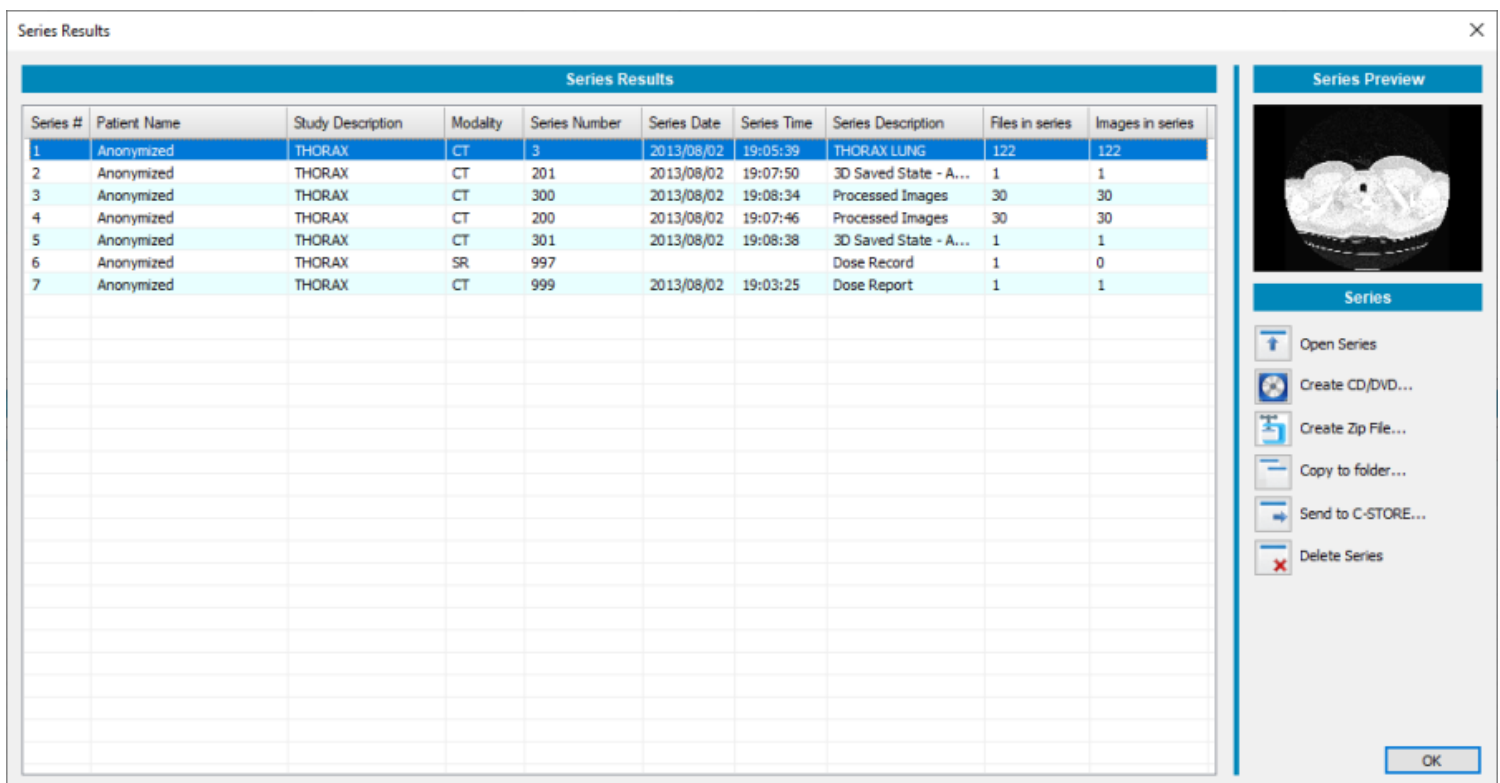 Series Results
Series Results
Series # Patient Name Study Description Modality Series Number Series Date Series Time Series Description Files in series Images in series
1 Anonymized THORAX CT 3 2013/08/02 19:05:39 THORAX LUNG 122 122
2 Anonymized THORAX CT 201 2013/08/02 19:07:50 3D Saved State - A... 1 1
3 Anonymized THORAX CT 300 2013/08/02 19:08:34 Processed Images 30 30
4 Anonymized THORAX CT 200 2013/08/02 19:07:46 Processed Images 30 30
5 Anonymized THORAX CT 301 2013/08/02 19:08:38 3D Saved State - A... 1 1
6 Anonymized THORAX SR 997 Dose Record 1 0
7 Anonymized THORAX CT 999 2013/08/02 19:03:25 Dose Report 1 1
Series Preview
Series
Open Series
Create CD/DVD...
Create Zip File...
Copy to folder...
Send to C-STORE...
Delete Series
OK